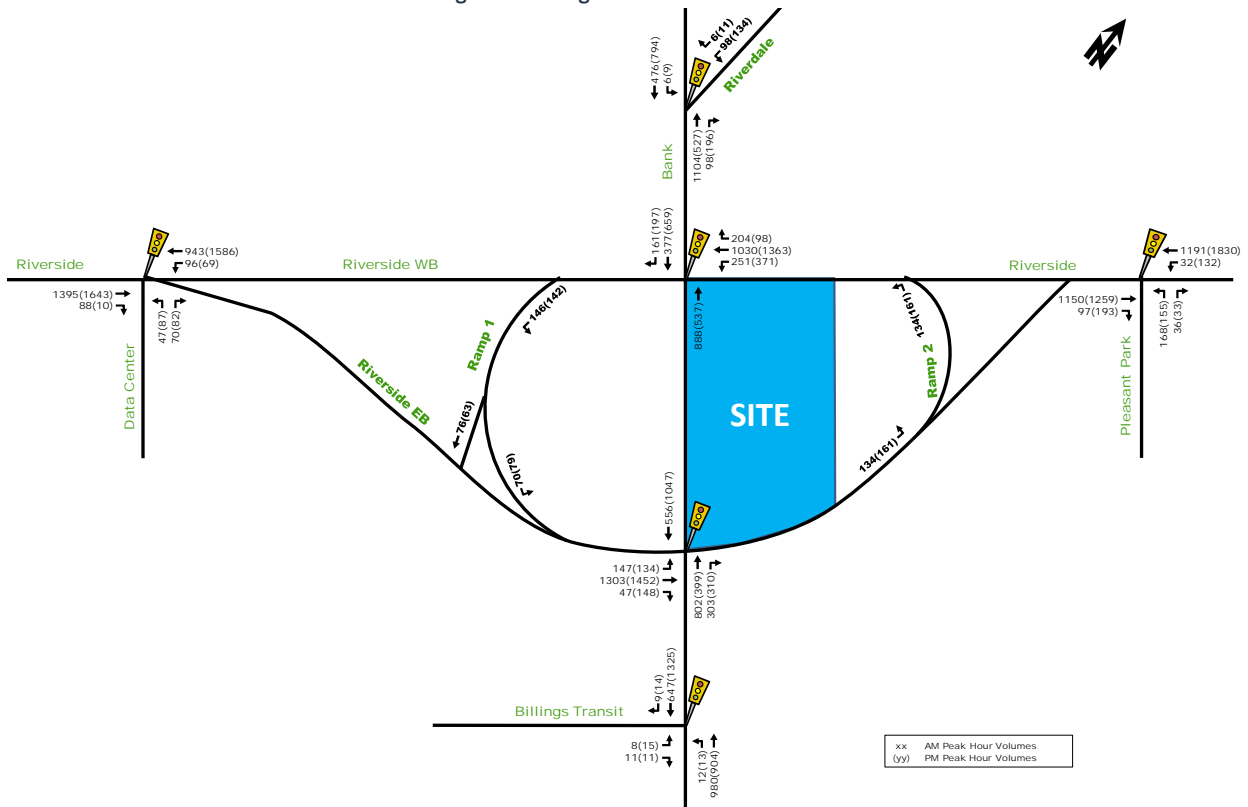 6(11)
98(134)
Riverdale
476(794)
6(9)
1104(527)
98(196)
Bank
161(197)
377(659)
204(98)
1030(1363)
251(371)
943(1586)
96(69)
1191(1830)
32(132)
Riverside
Riverside WB
Riverside
1395(1643)
88(10)
47(87)
70(82)
146(142)
888(537)
134(161)
1150(1259)
97(193)
168(155)
36(33)
Ramp 1
Ramp 2
Data Center
Riverside EB
Pleasant Park
SITE
76(63)
70(79)
134(161)
556(1047)
147(134)
1303(1452)
47(148)
802(399)
303(310)
9(14)
647(1325)
Billings Transit
8(15)
11(11)
12(13)
980(904)
xx AM Peak Hour Volumes
(yy) PM Peak Hour Volumes
N